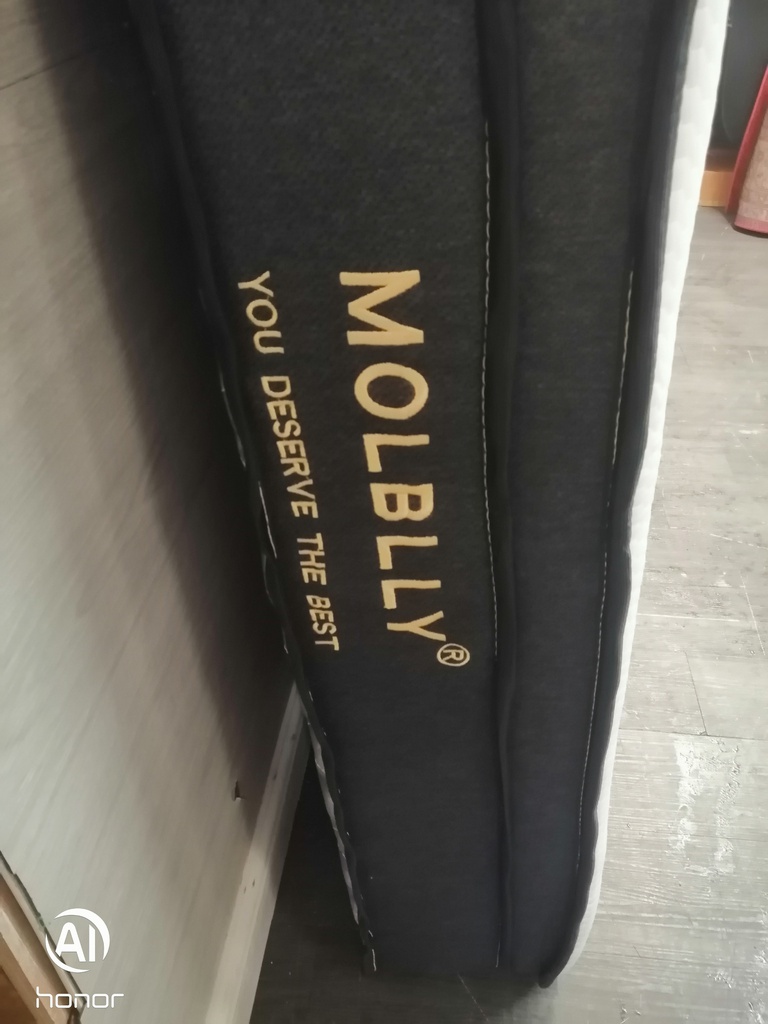 MOLBLLY®
YOU DESERVE THE BEST
AI
honor